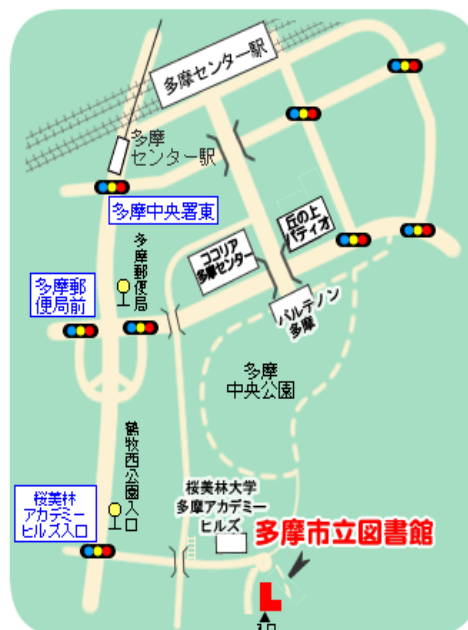 多摩センター駅
多摩
センター駅
多摩中央署東
多摩郵便局
多摩郵
便局前
丘の上
パティオ
ココリア
多摩センター
パルテノン
多摩
多摩
中央公園
鶴牧西公園入口
桜美林大学
多摩アカデミー
ヒルズ
桜美林
アカデミー
ヒルズ入口
多摩市立図書館
入口